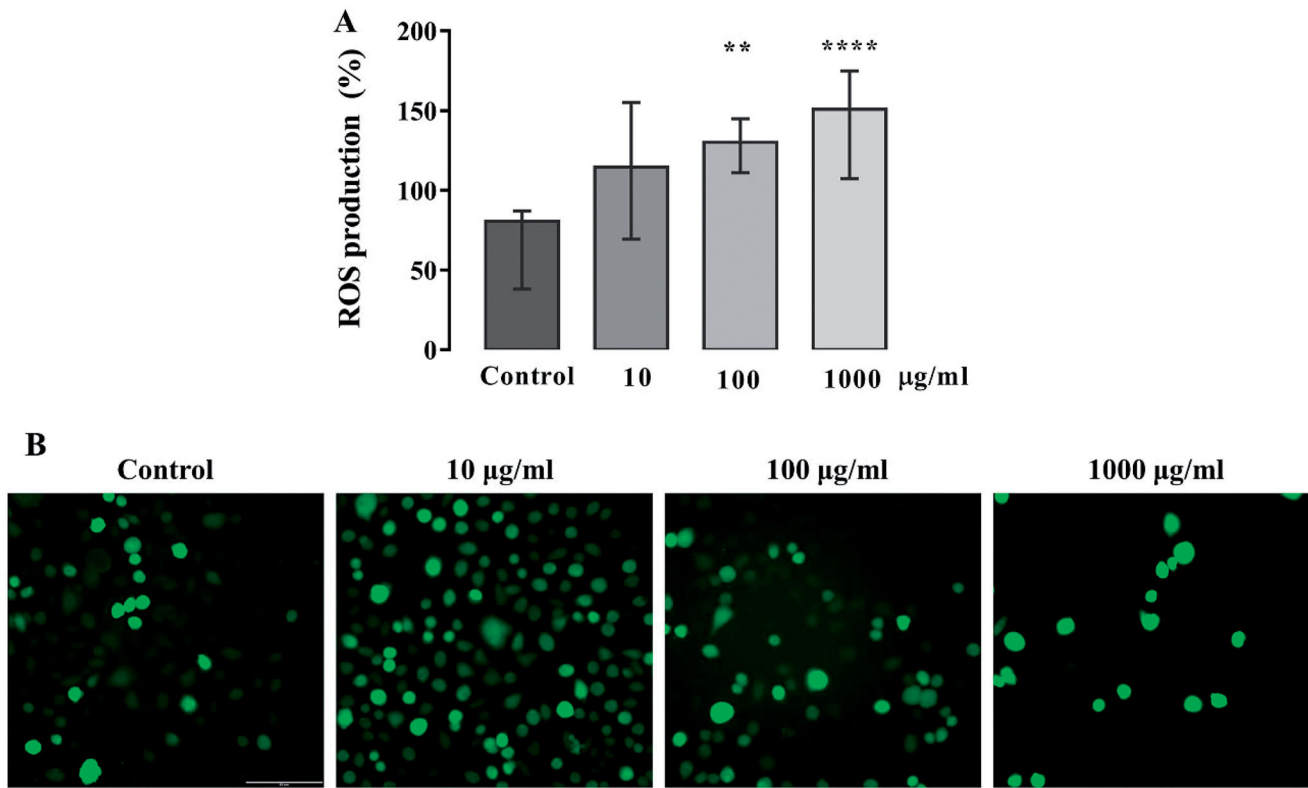 A
ROS production (%)
200
150
100
50
0
** ****
Control 10 100 1000 μg/ml
B
Control 10 μg/ml 100 μg/ml 1000 μg/ml